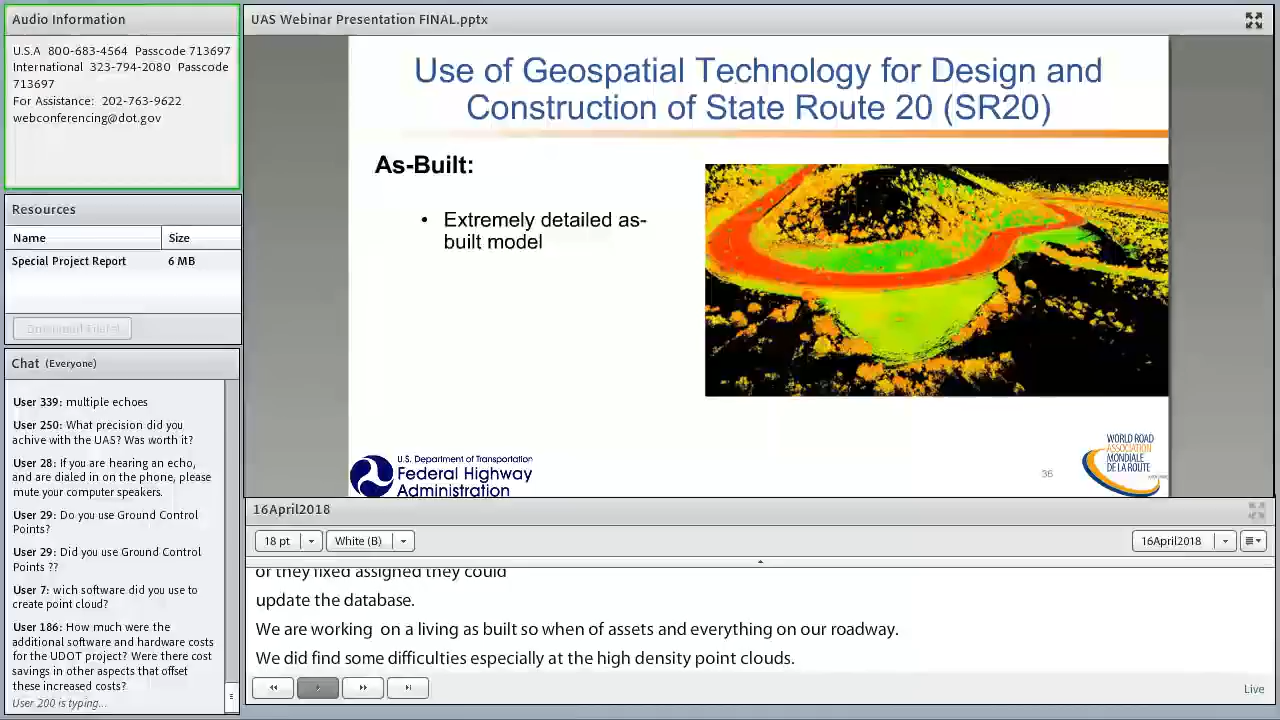 Audio Information
U.S.A 800-683-4564 Passcode 713697
International 323-794-2080 Passcode
713697
For Assistance: 202-763-9622
webconferencing@dot.gov
Resources
Name Size
Special Project Report 6 MB
Chat (Everyone)
User 339: multiple echoes
User 250: What precision did you
achive with the UAS? Was worth it?
User 28: If you are hearing an echo,
and are dialed in on the phone, please
mute your computer speakers.
User 29: Do you use Ground Control
Points?
User 29: Did you use Ground Control
Points ??
User 7: wich software did you use to
create point cloud?
User 186: How much were the
additional software and hardware costs
for the UDOT project? Were there cost
savings in other aspects that offset
these increased costs?
User 200 is typing...
UAS Webinar Presentation FINAL.pptx
Use of Geospatial Technology for Design and
Construction of State Route 20 (SR20)
As-Built:
• Extremely detailed as-
built model
U.S. Department of Transportation
Federal Highway
Administration
36
WORLD ROAD
ASSOCIATION
MONDIALE
DE LA ROUTE
16April2018
18 pt White (B) 16April2018
or they fixed assigned they could
update the database.
We are working on a living as built so when of assets and everything on our roadway.
We did find some difficulties especially at the high density point clouds.
Live